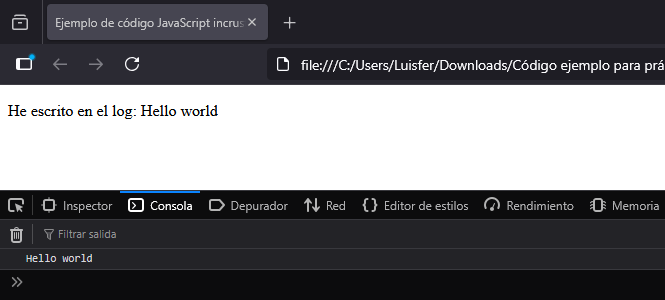 Ejemplo de código JavaScript incrus
file:///C:/Users/Luisfer/Downloads/Código ejemplo para prá
He escrito en el log: Hello world
Inspector Consola Depurador Red Editor de estilos Rendimiento Memoria
Filtrar salida
Hello world